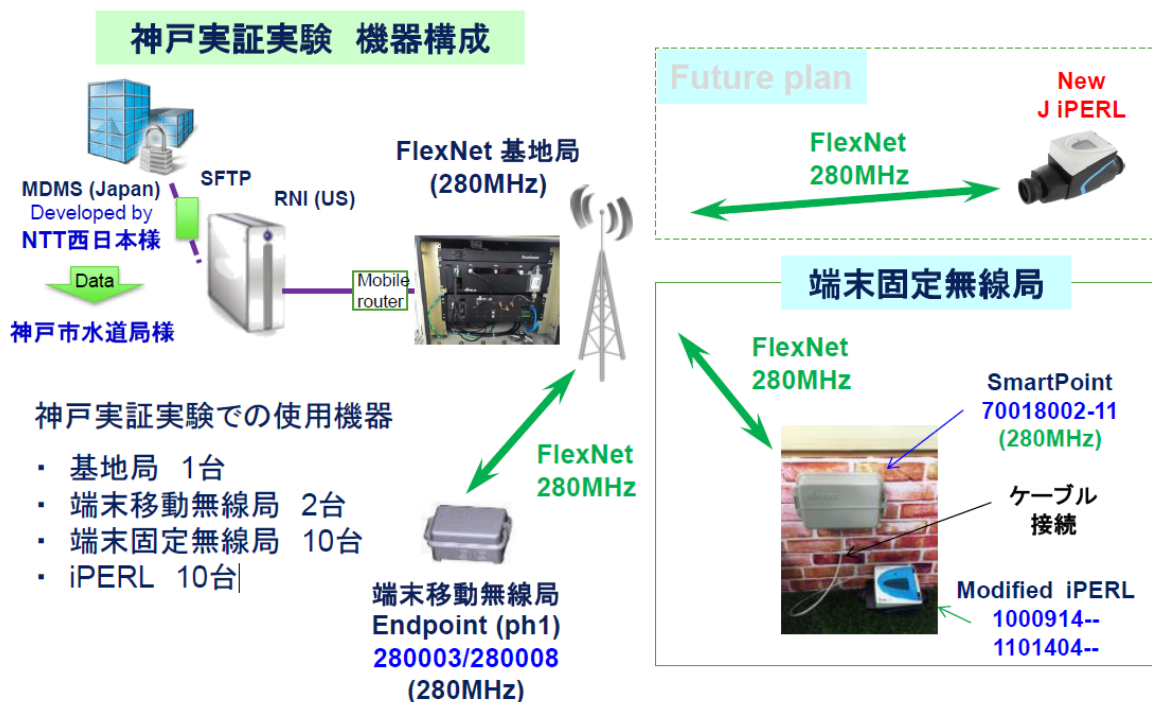 神戸実証実験 機器構成
MDMS (Japan)
Developed by
NTT西日本様
Data
神戸市水道局様
SFTP
RNI (US)
Mobile
router
FlexNet 基地局
(280MHz)
FlexNet
280MHz
端末移動無線局
Endpoint (ph1)
280003/280008
(280MHz)
神戸実証実験での使用機器
・ 基地局 1台
・ 端末移動無線局 2台
・ 端末固定無線局 10台
・ iPERL 10台
Future plan
New
J iPERL
FlexNet
280MHz
端末固定無線局
FlexNet
280MHz
SmartPoint
70018002-11
(280MHz)
ケーブル
接続
Modified iPERL
1000914--
1101404--